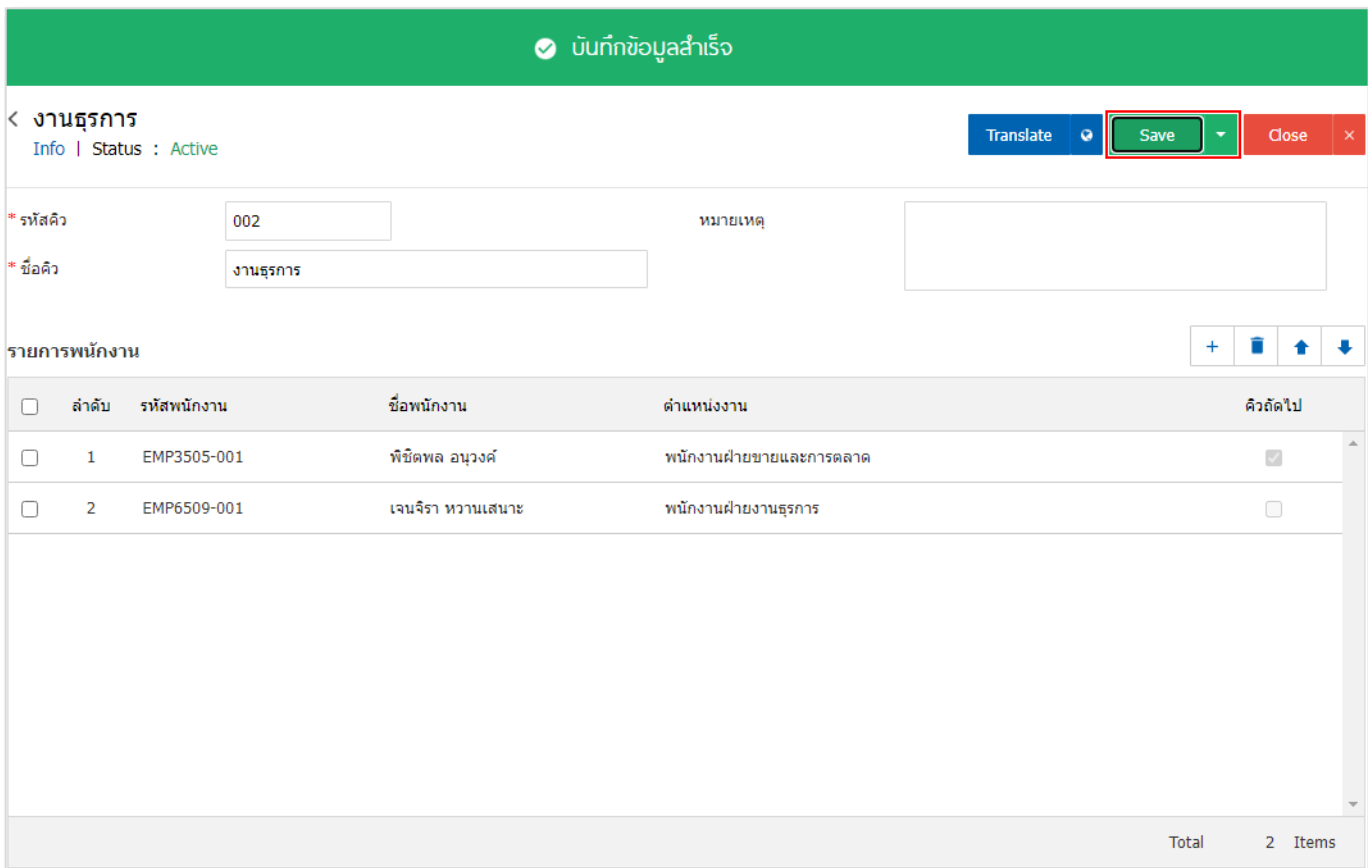 บันทึกข้อมูลสำเร็จ
งานธุรการ
Translate Save Close ×
Info | Status : Active
* รหัสคิว 002 หมายเหตุ
* ชื่อคิว งานธุรการ
รายการพนักงาน
ลำดับ รหัสพนักงาน ชื่อพนักงาน ตำแหน่งงาน คิวถัดไป
1 EMP3505-001 พิชิตพล อนุวงค์ พนักงานฝ่ายขายและการตลาด
2 EMP6509-001 เจนจิรา หวานเสนาะ พนักงานฝ่ายงานธุรการ
Total 2 Items